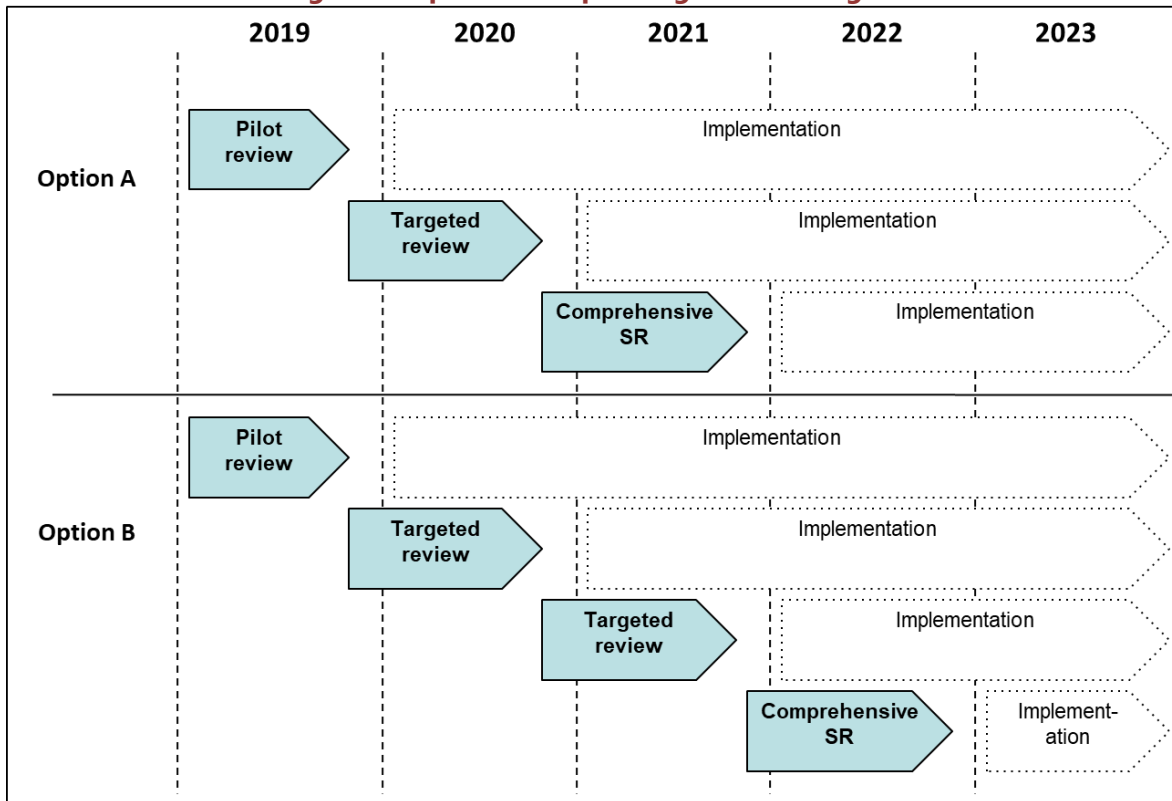 2019 2020 2021 2022 2023
Option A
Pilot
review
Implementation
Targeted
review
Implementation
Comprehensive
SR
Implementation
Option B
Pilot
review
Implementation
Targeted
review
Implementation
Targeted
review
Implementation
Comprehensive
SR
Implement-
ation